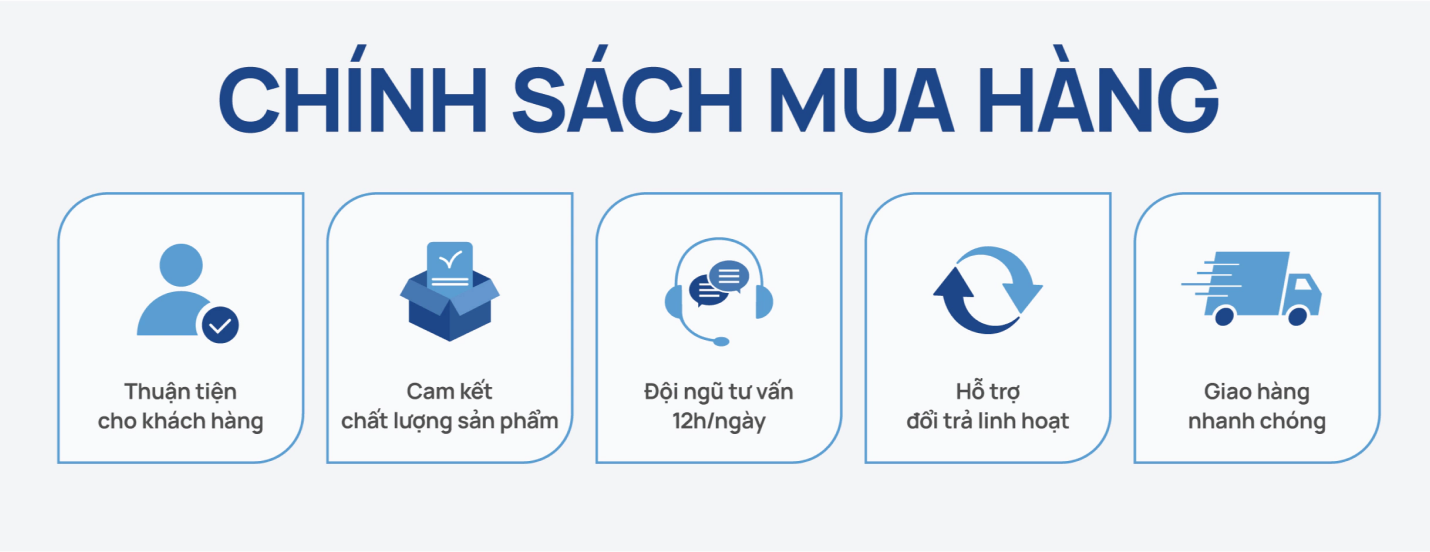 CHÍNH SÁCH MUA HÀNG
Thuận tiện
cho khách hàng
Cam kết
chất lượng sản phẩm
Đội ngũ tư vấn
12h/ngày
Hỗ trợ
đổi trả linh hoạt
Giao hàng
nhanh chóng